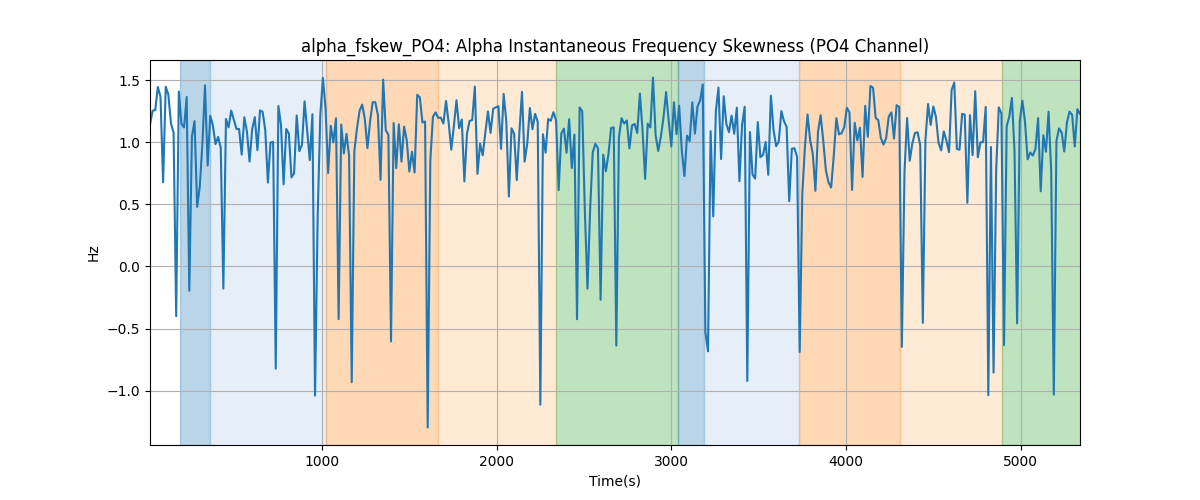 alpha_fskew_PO4: Alpha Instantaneous Frequency Skewness (PO4 Channel)
1.5
1.0
0.5
0.0
−0.5
−1.0
Hz
1000 2000 3000 4000 5000
Time(s)